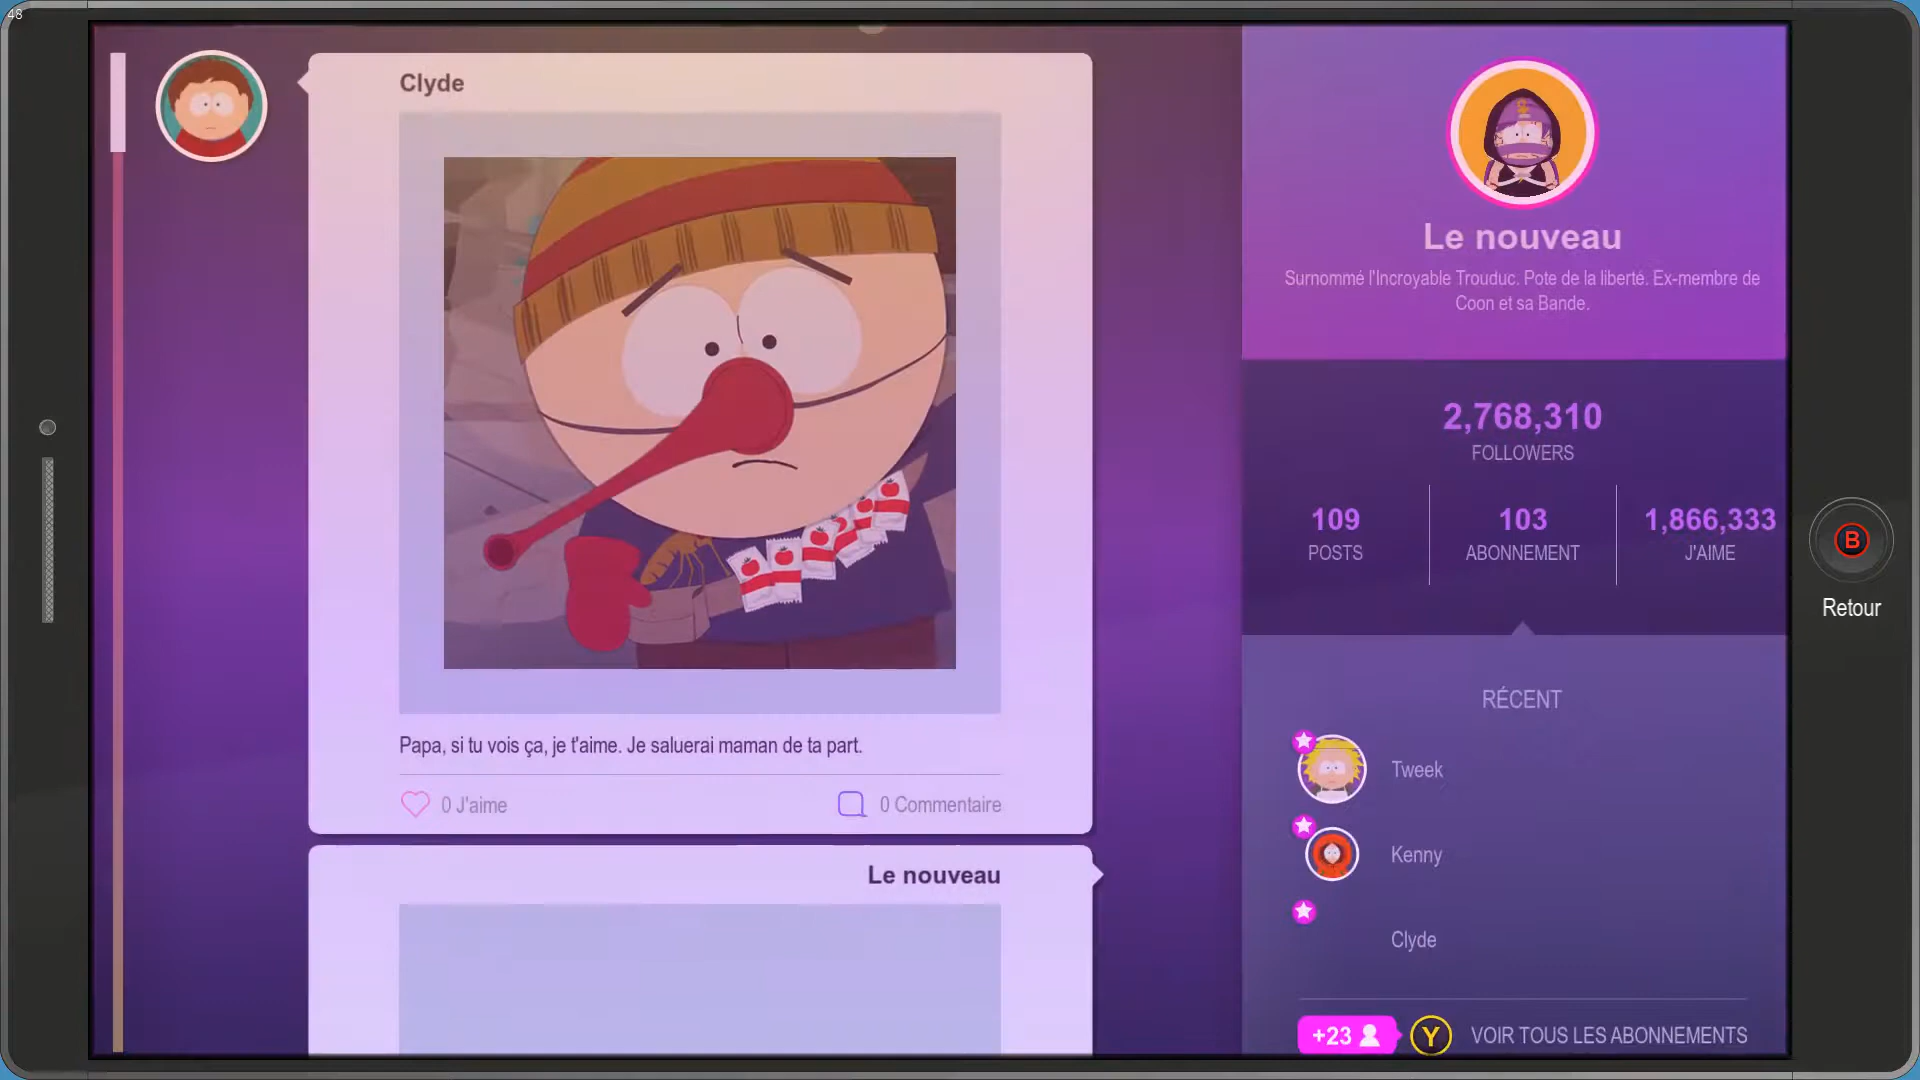 48
Clyde
Papa, si tu vois ça, je t'aime. Je saluerai maman de ta part.
0 J'aime
0 Commentaire
Le nouveau
Le nouveau
Surnommé l'Incroyable Trouduc. Pote de la liberté. Ex-membre de
Coon et sa Bande.
2,768,310
FOLLOWERS
109
POSTS
103
ABONNEMENT
1,866,333
J'AIME
RÉCENT
Tweek
Kenny
Clyde
+23
Y
VOIR TOUS LES ABONNEMENTS
B
Retour